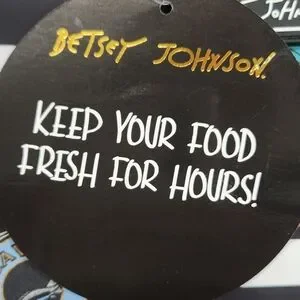 BETSEY JOHNSON.
KEEP YOUR FOOD
FRESH FOR HOURS!